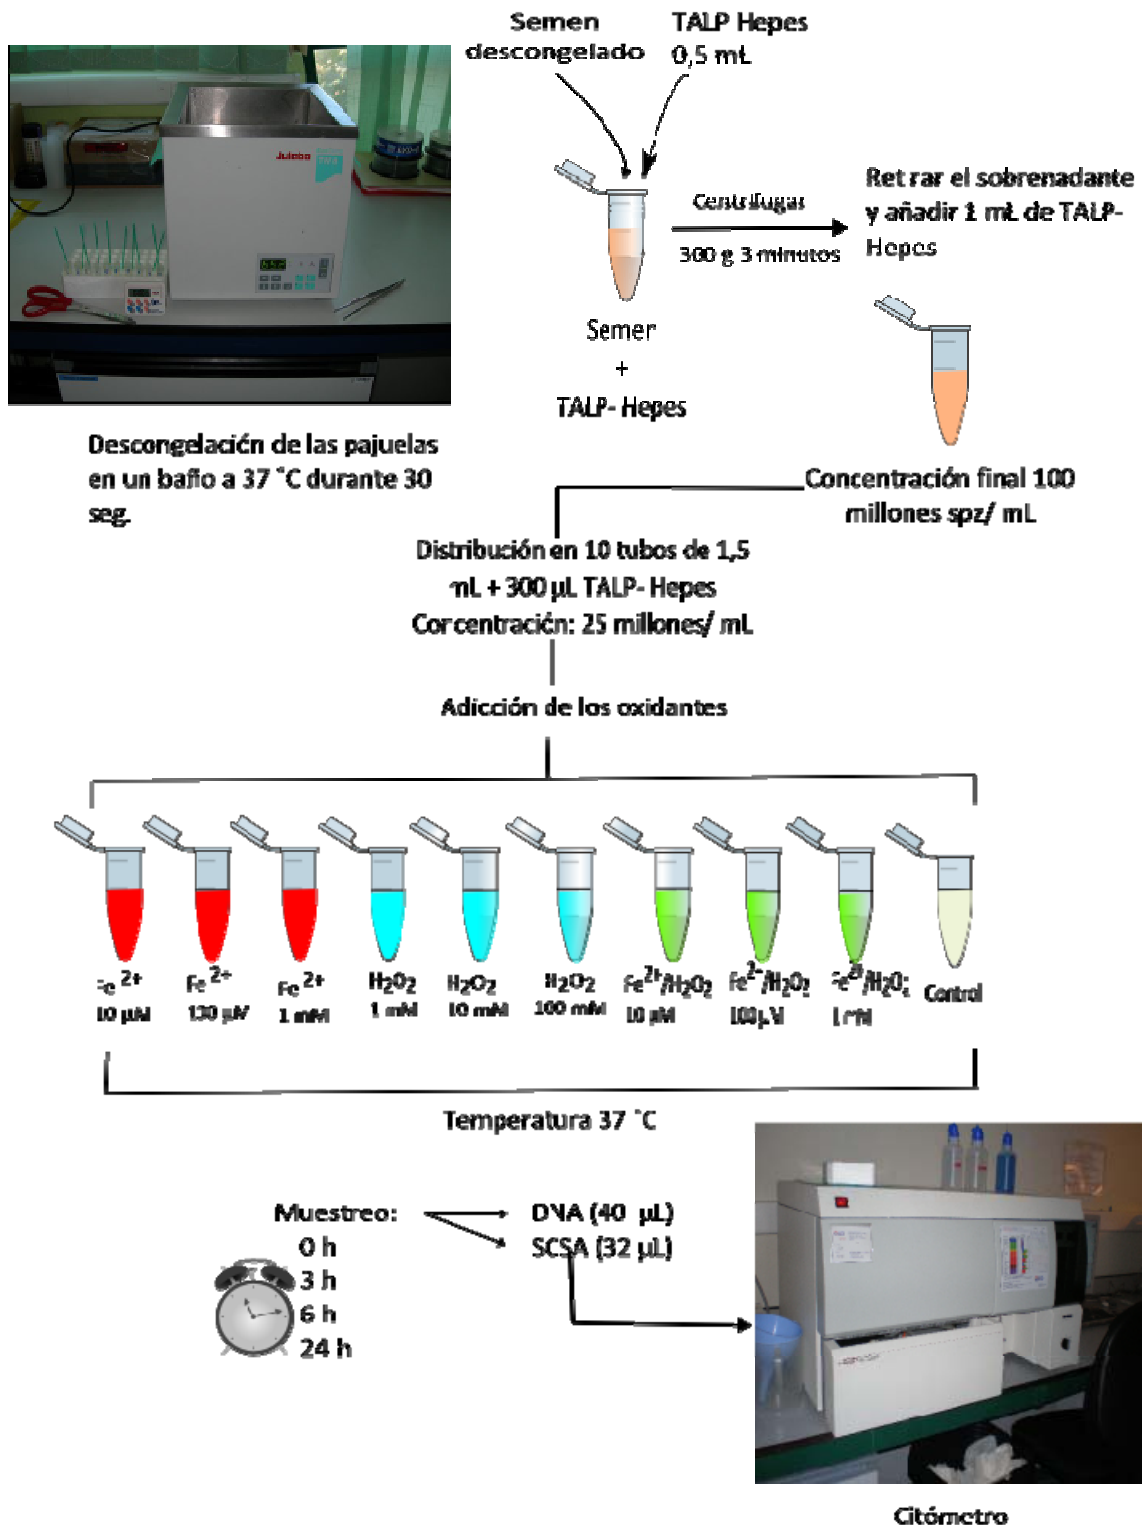 Semen
descongelado
TALP Hepes
0,5 mL
Julabo
Centrifugar
300 g 3 minutos
Retirar el sobrenadante
y añadir 1 mL de TALP-
Hepes
Semen
+
TALP- Hepes
Descongelación de las pajuelas
en un baño a 37 °C durante 30
seg.
Concentración final 100
millones spz/ mL
Distribución en 10 tubos de 1,5
mL + 300 µL TALP- Hepes
Concentración: 25 millones/ mL
Adicción de los oxidantes
Fe 2+
10 µM
Fe 2+
100 µM
Fe 2+
1 mM
H2O2
1 mM
H2O2
10 mM
H2O2
100 mM
Fe2+/H2O2
10 µM
Fe2+/H2O2
100µM
Fe2+/H2O2
1 mM
Control
Temperatura 37 °C
Muestreo:
0 h
3 h
6 h
24 h
DNA (40 µL)
SCSA (32 µL)
Citómetro